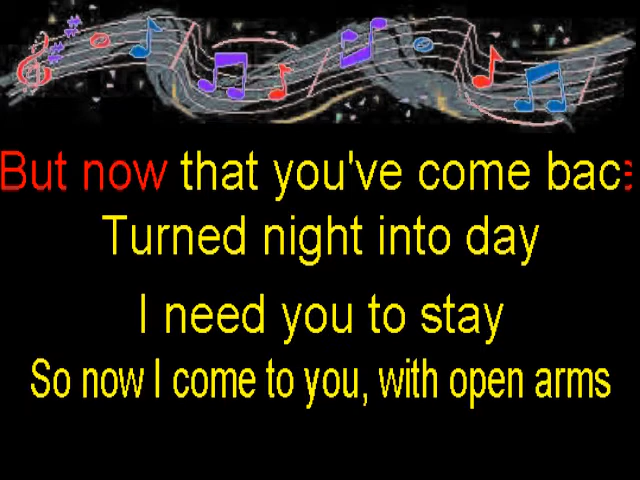 But now that you've come bac
Turned night into day
I need you to stay
So now I come to you, with open arms